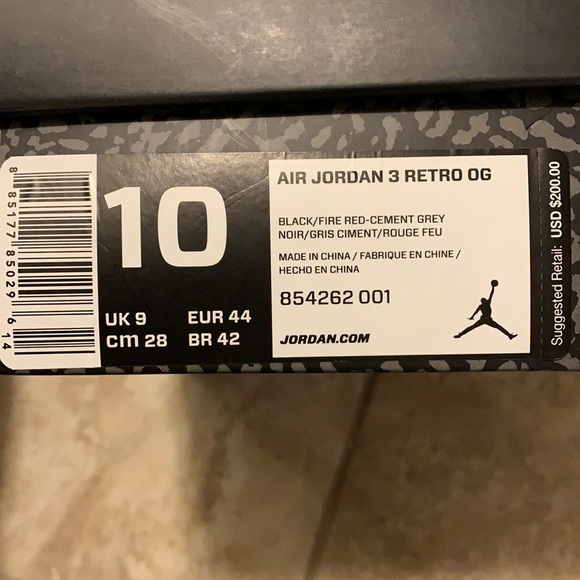 8 85177 85029 6 14
10
UK 9 EUR 44
cm 28 BR 42
AIR JORDAN 3 RETRO OG
BLACK/FIRE RED-CEMENT GREY
NOIR/GRIS CIMENT/ROUGE FEU
MADE IN CHINA / FABRIQUE EN CHINE /
HECHO EN CHINA
854262 001
JORDAN.COM
Suggested Retail: USD $200.00